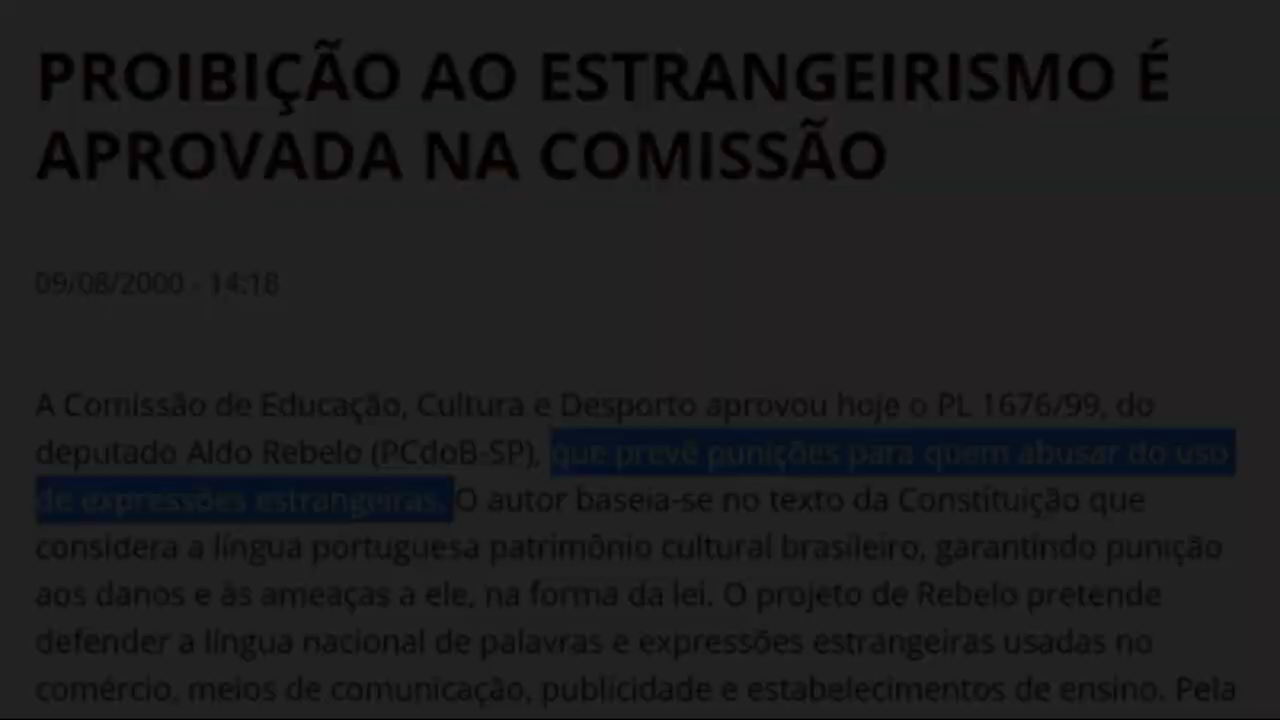 PROIBIÇÃO AO ESTRANGEIRISMO É
APROVADA NA COMISSÃO
09/08/2000 - 14:18
A Comissão de Educação, Cultura e Desporto aprovou hoje o PL 1676/99, do
deputado Aldo Rebelo (PCdoB-SP), que prevê punições para quem abusar do uso
de expressões estrangeiras. O autor baseia-se no texto da Constituição que
considera a língua portuguesa patrimônio cultural brasileiro, garantindo punição
aos danos e às ameaças a ele, na forma da lei. O projeto de Rebelo pretende
defender a língua nacional de palavras e expressões estrangeiras usadas no
comércio, meios de comunicação, publicidade e estabelecimentos de ensino. Pela